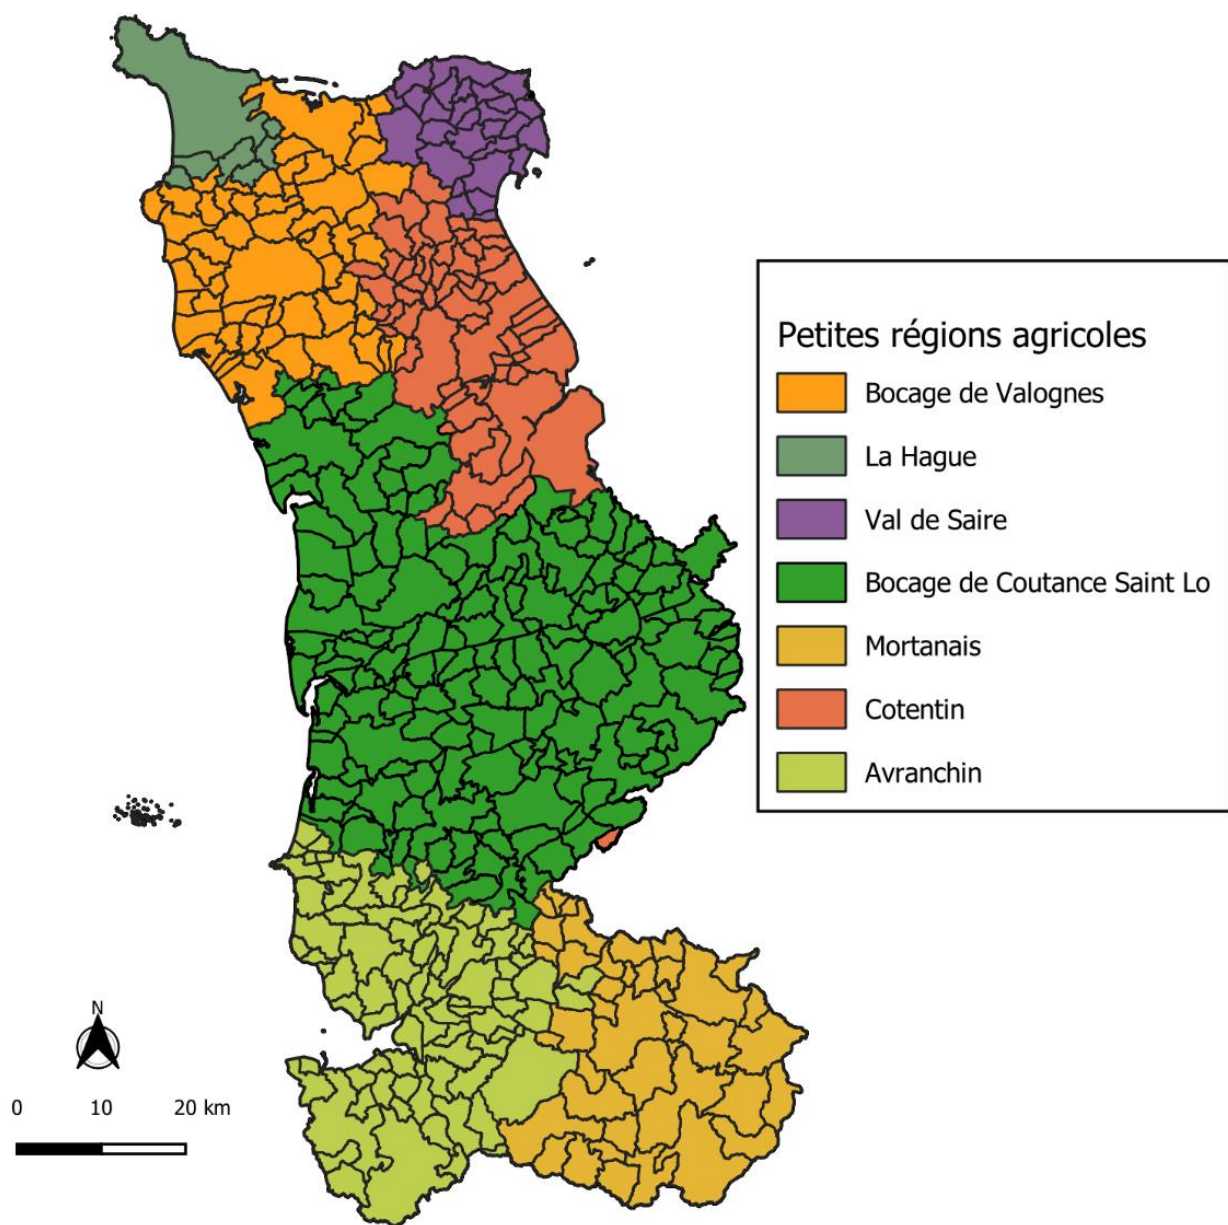 Petites régions agricoles
Bocage de Valognes
La Hague
Val de Saire
Bocage de Coutance Saint Lo
Mortanais
Cotentin
Avranchin
N
0 10 20 km